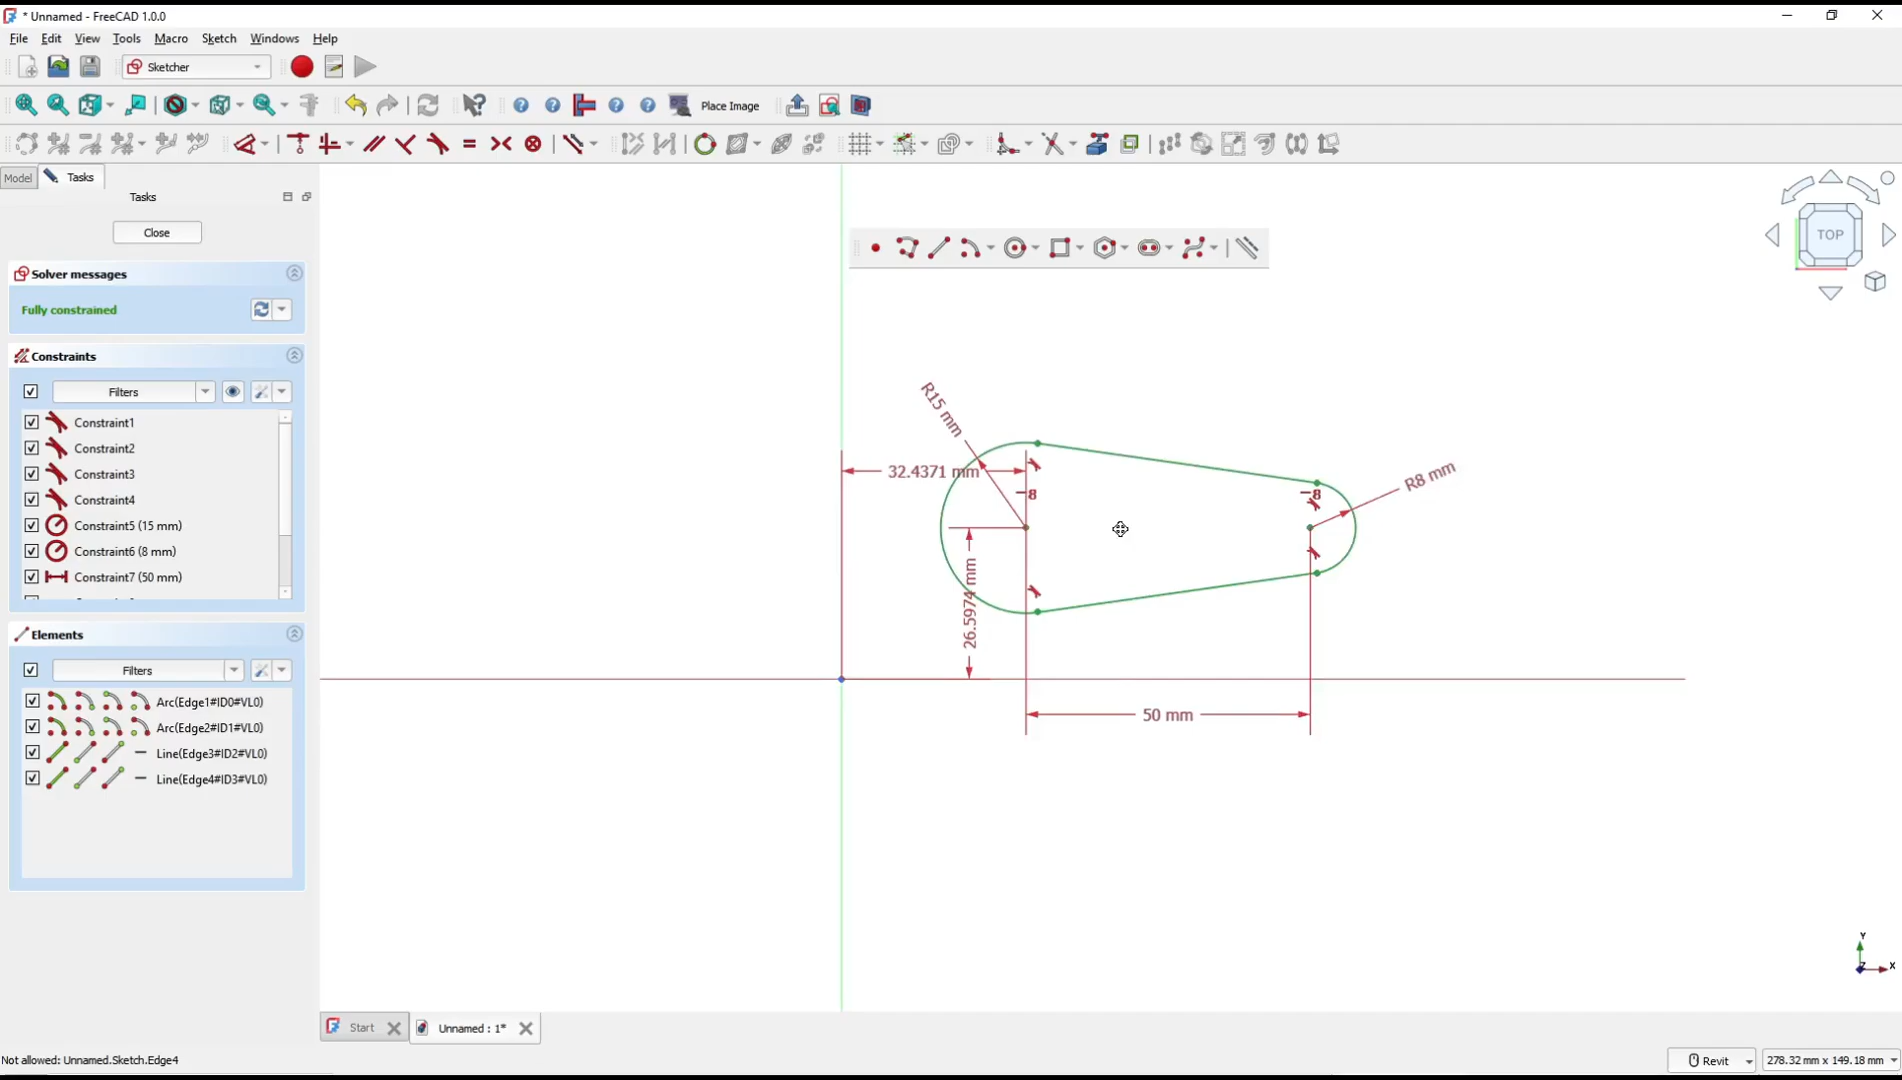 * Unnamed - FreeCAD 1.0.0
File Edit View Tools Macro Sketch Windows Help
Sketcher
Place Image
Model Tasks
Tasks
Close
Solver messages
Fully constrained
Constraints
Filters
Constraint1
Constraint2
Constraint3
Constraint4
Constraint5 (15 mm)
Constraint6 (8 mm)
Constraint7 (50 mm)
Elements
Filters
Arc(Edge1#ID0#VL0)
Arc(Edge2#ID1#VL0)
Line(Edge3#ID2#VL0)
Line(Edge4#ID3#VL0)
TOP
R15 mm
32.4371 mm
R8 mm
8
8
26.5974 mm
50 mm
Y
Z X
Start Unnamed : 1*
Not allowed: Unnamed.Sketch.Edge4
Revit 278.32 mm x 149.18 mm